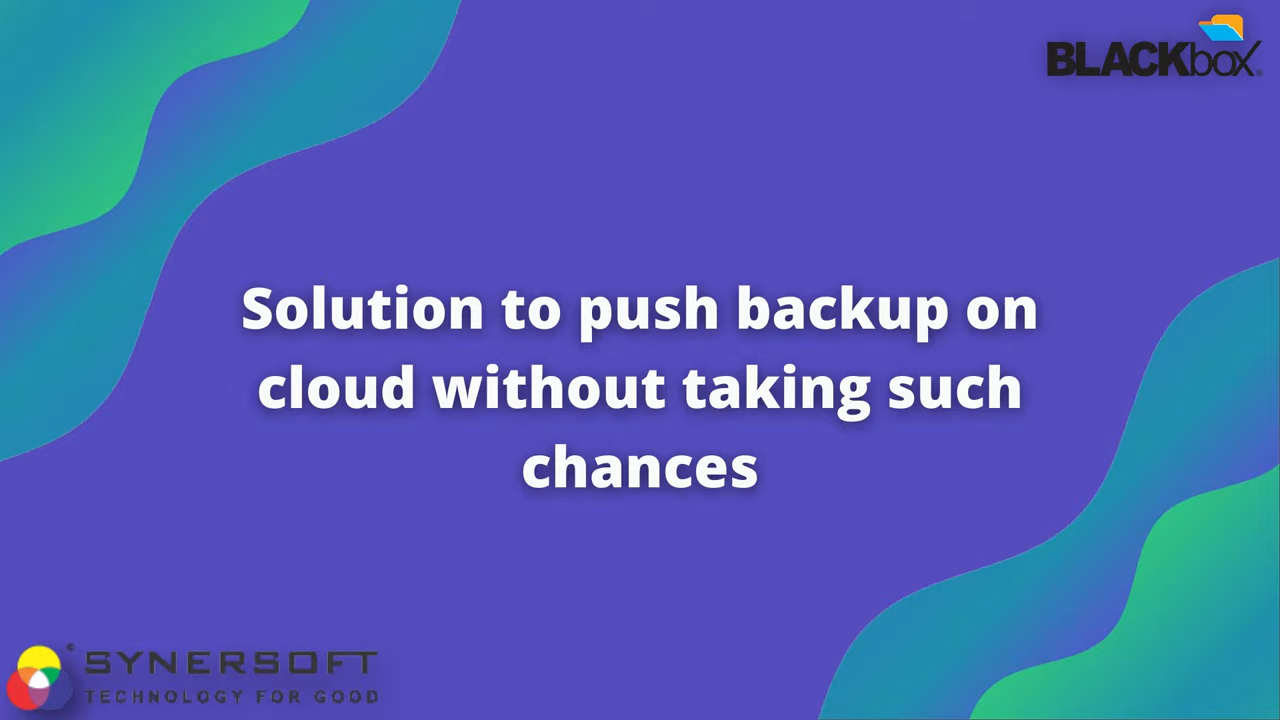 BLACKbox®
Solution to push backup on
cloud without taking such
chances
©
SYNERSOFT
TECHNOLOGY FOR GOOD